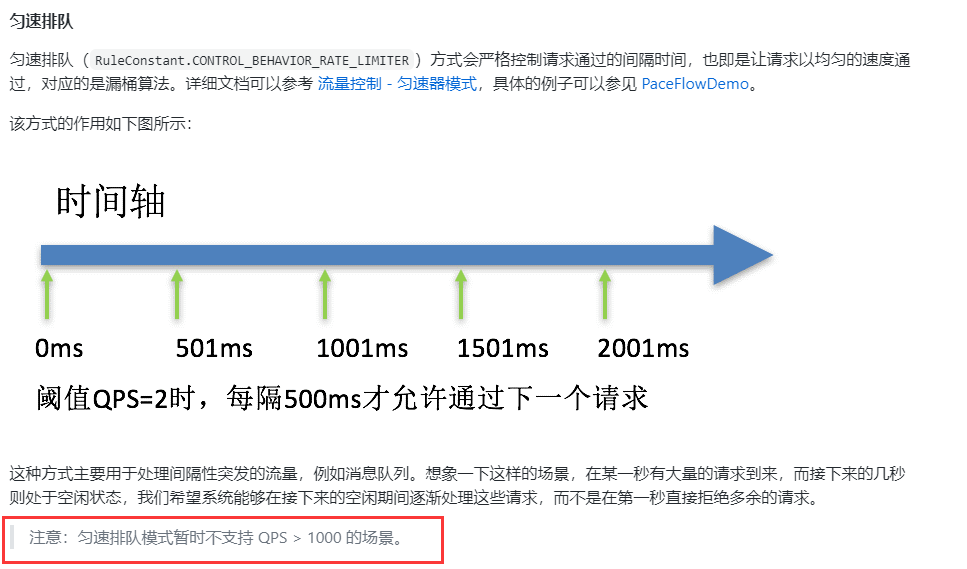 匀速排队
匀速排队（RuleConstant.CONTROL_BEHAVIOR_RATE_LIMITER）方式会严格控制请求通过的间隔时间，也即是让请求以均匀的速度通
过，对应的是漏桶算法。详细文档可以参考 流量控制 - 匀速器模式，具体的例子可以参见 PaceFlowDemo。
该方式的作用如下图所示：
时间轴
0ms 501ms 1001ms 1501ms 2001ms
阈值QPS=2时，每隔500ms才允许通过下一个请求
这种方式主要用于处理间隔性突发的流量，例如消息队列。想象一下这样的场景，在某一秒有大量的请求到来，而接下来的几秒
则处于空闲状态，我们希望系统能够在接下来的空闲期间逐渐处理这些请求，而不是在第一秒直接拒绝多余的请求。
注意：匀速排队模式暂时不支持 QPS > 1000 的场景。